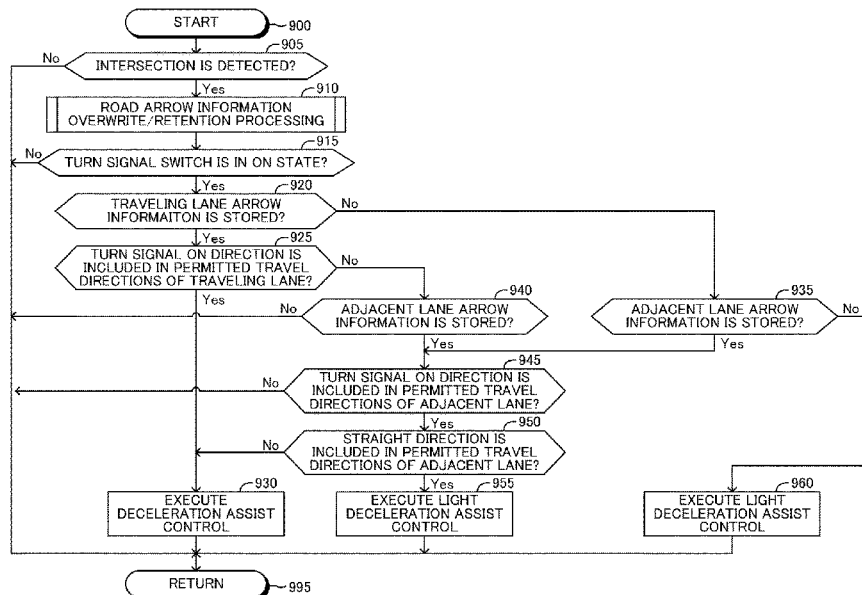 START
900
905
No
INTERSECTION IS DETECTED?
Yes
910
ROAD ARROW INFORMATION
OVERWRITE/RETENTION PROCESSING
915
No
TURN SIGNAL SWITCH IS IN ON STATE?
Yes
920
TRAVELING LANE ARROW
INFORMAITON IS STORED?
No
Yes
925
TURN SIGNAL ON DIRECTION IS
INCLUDED IN PERMITTED TRAVEL
DIRECTIONS OF TRAVELING LANE?
No
Yes
940
No
ADJACENT LANE ARROW
INFORMATION IS STORED?
Yes
935
ADJACENT LANE ARROW
INFORMATION IS STORED?
No
Yes
945
No
TURN SIGNAL ON DIRECTION IS
INCLUDED IN PERMITTED TRAVEL
DIRECTIONS OF ADJACENT LANE?
Yes
950
No
STRAIGHT DIRECTION IS
INCLUDED IN PERMITTED TRAVEL
DIRECTIONS OF ADJACENT LANE?
Yes
930
EXECUTE
DECELERATION ASSIST
CONTROL
955
EXECUTE LIGHT
DECELERATION ASSIST
CONTROL
960
EXECUTE LIGHT
DECELERATION ASSIST
CONTROL
RETURN
995